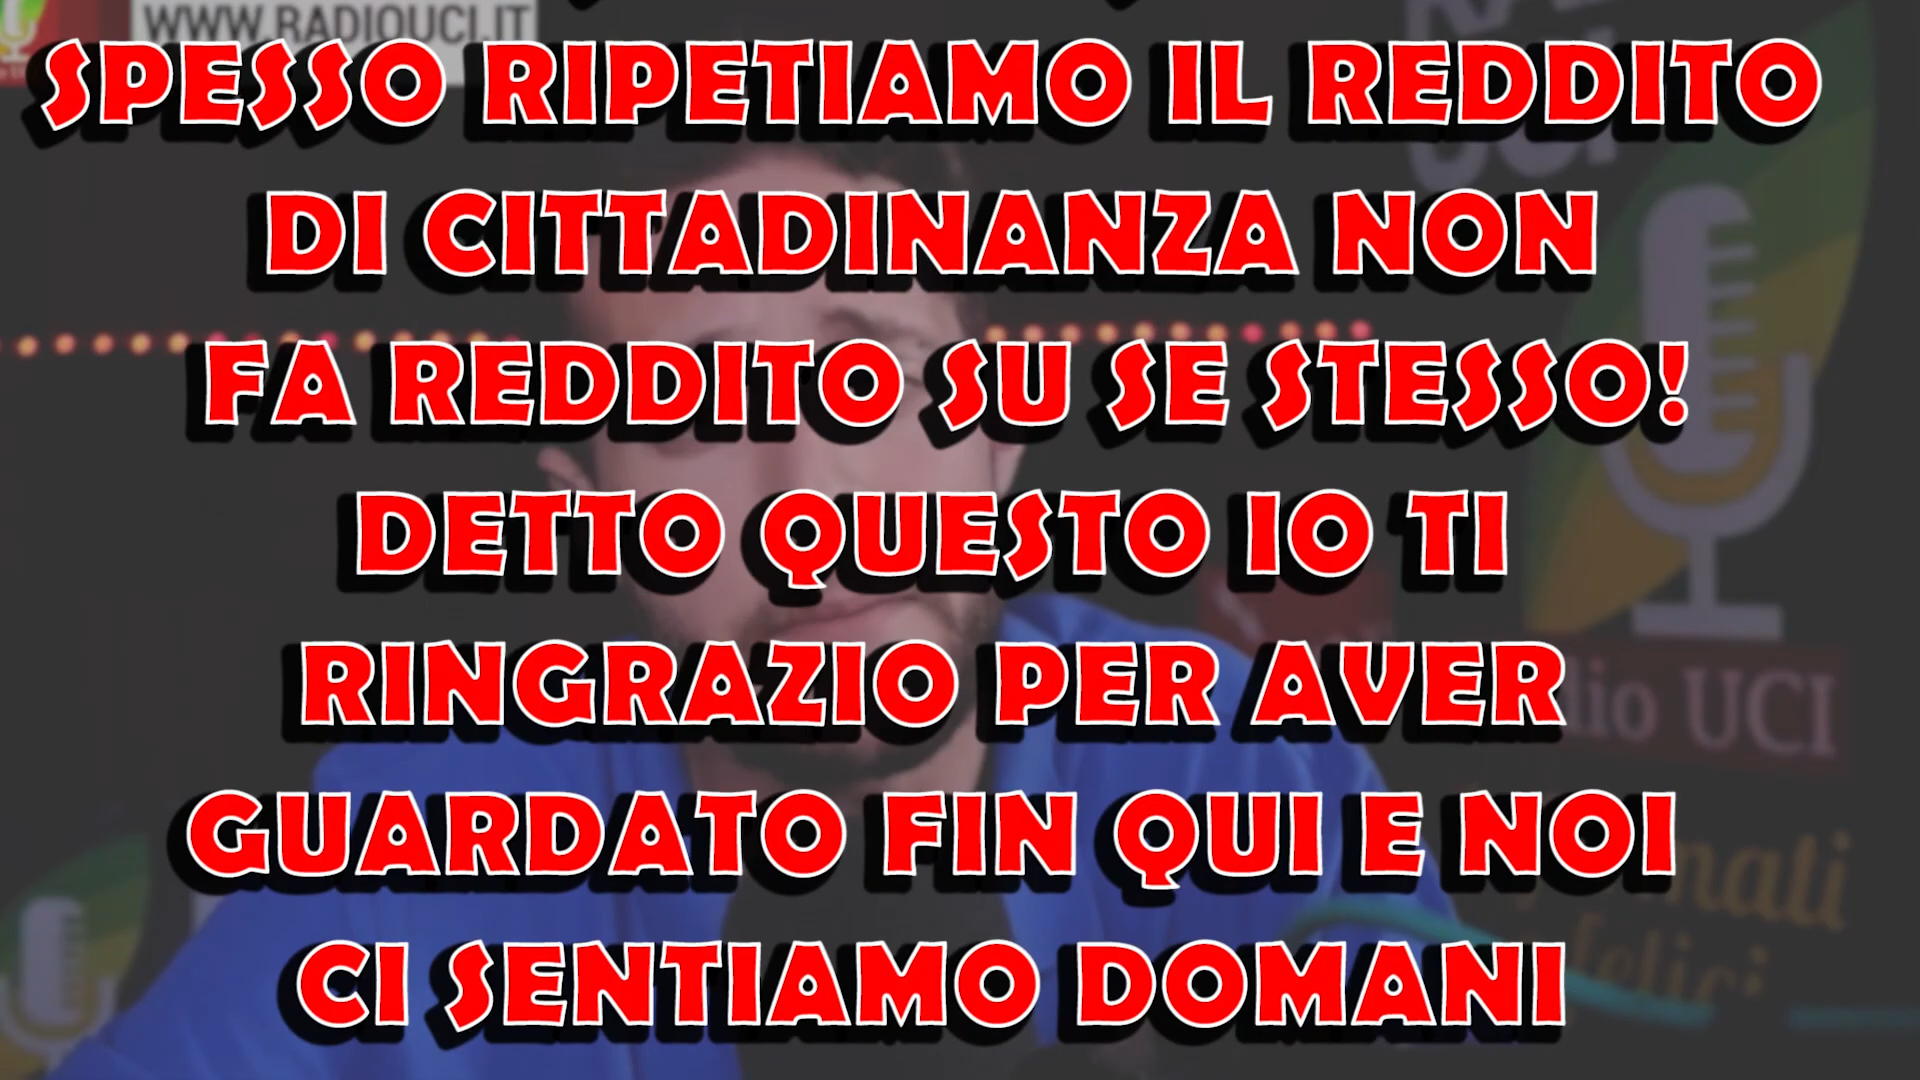 WWW.RADIOUCI.IT
SPESSO RIPETIAMO IL REDDITO
DI CITTADINANZA NON
FA REDDITO SU SE STESSO!
DETTO QUESTO IO TI
RINGRAZIO PER AVER
dio UCI
GUARDATO FIN QUI E NOI
CI SENTIAMO DOMANI
felici